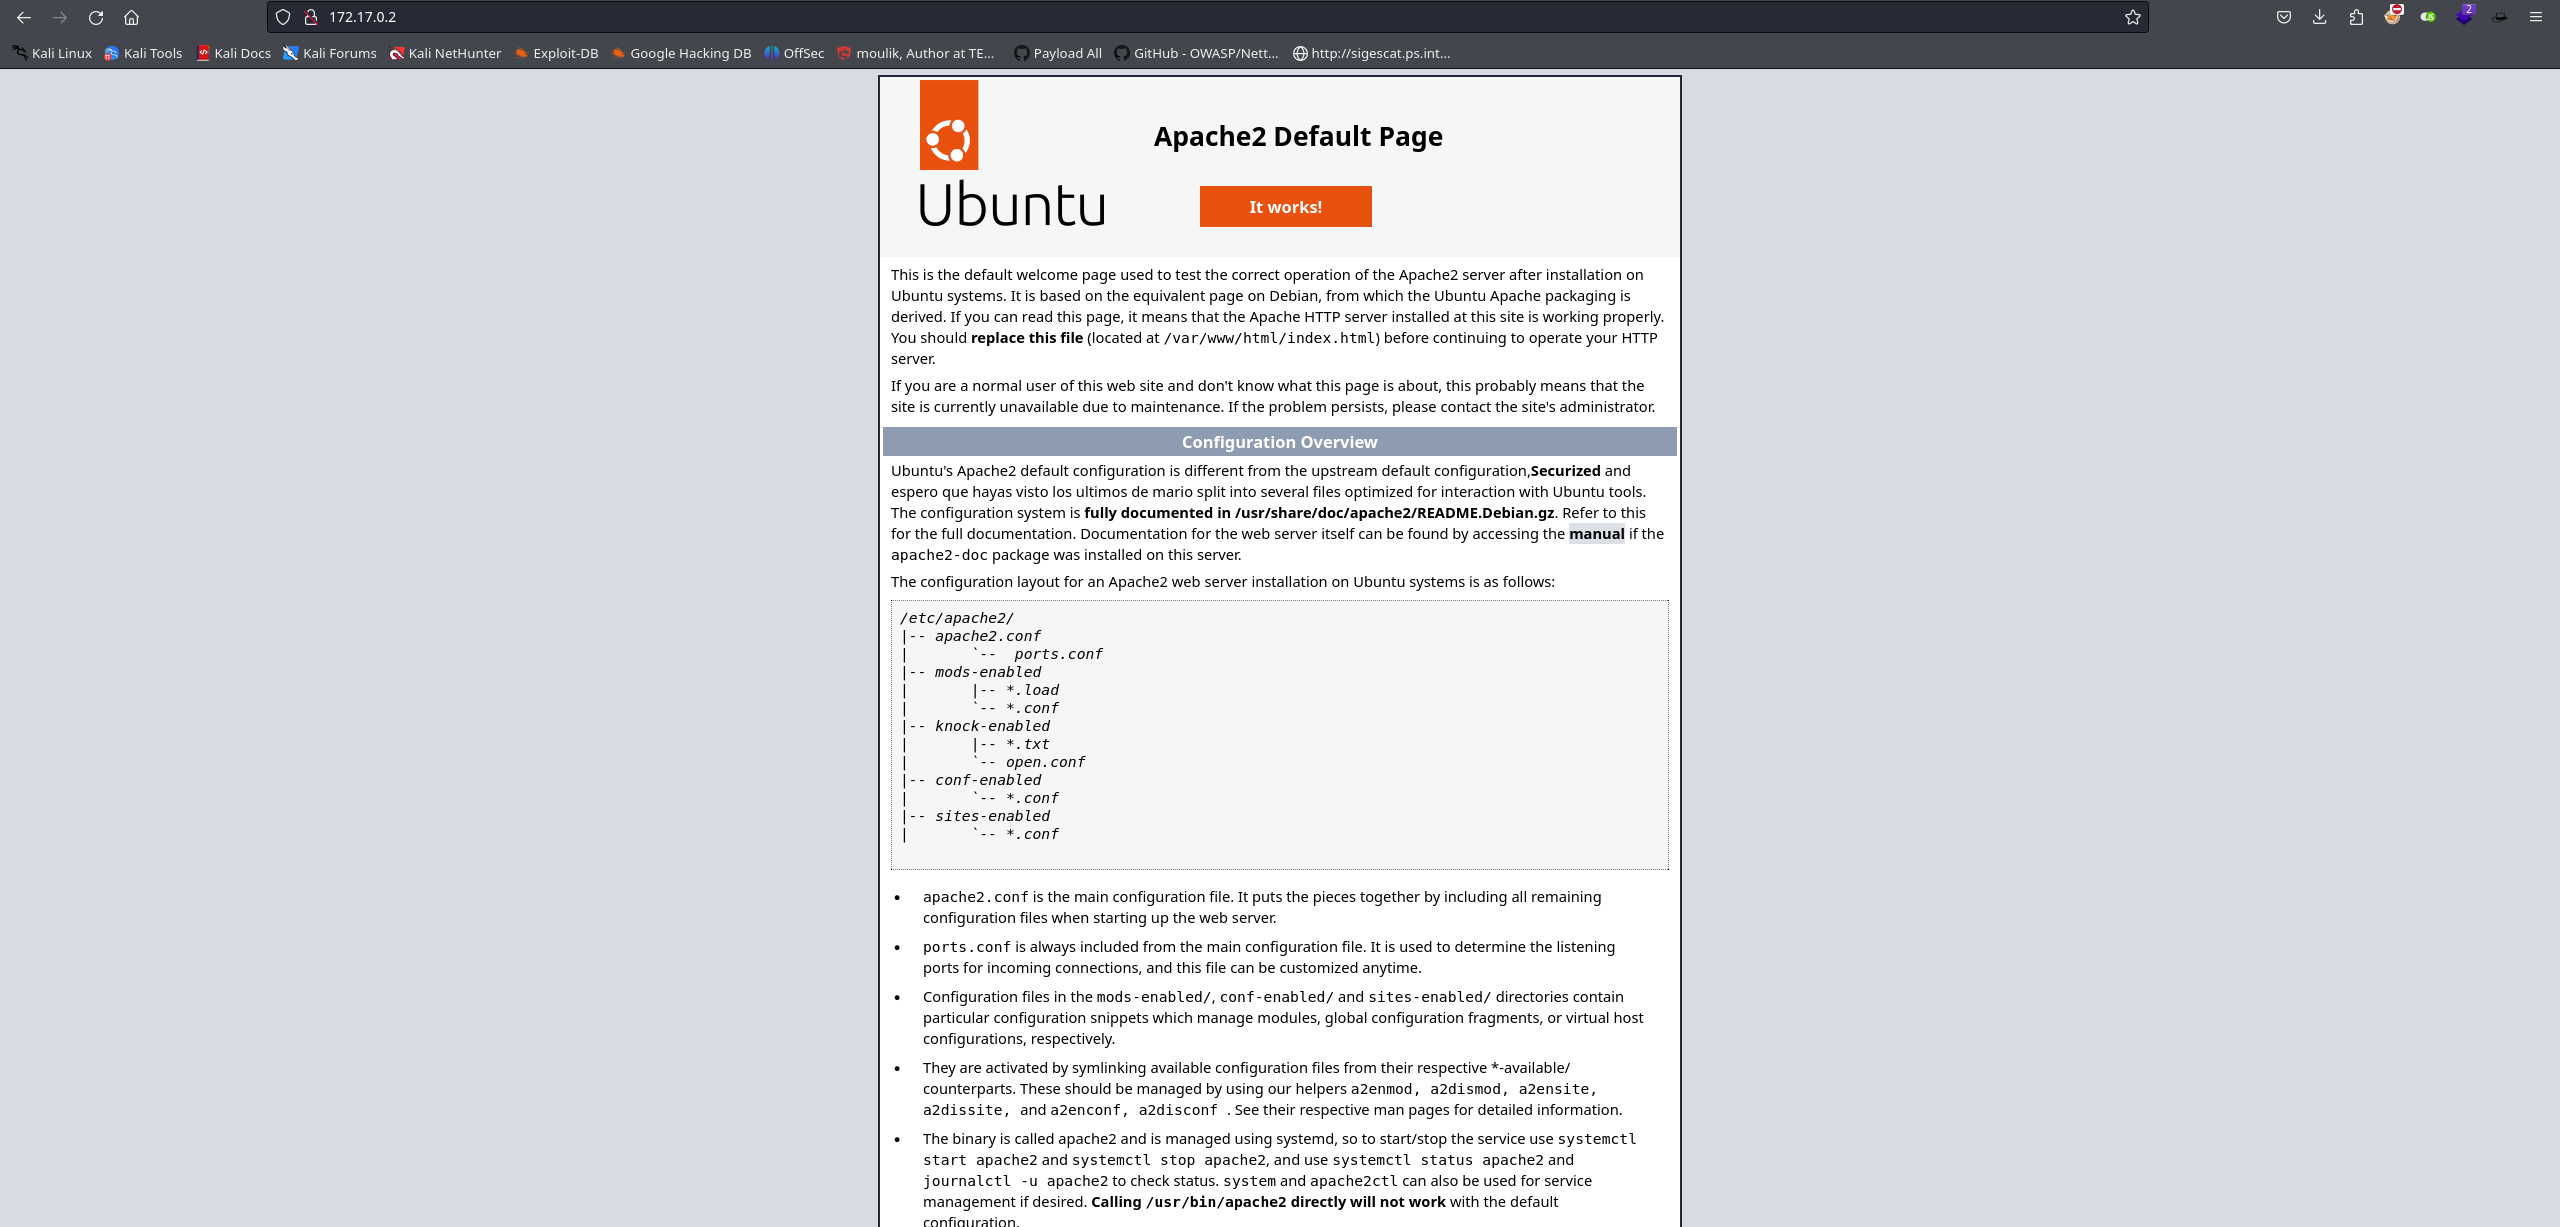 172.17.0.2
2
Kali Linux Kali Tools Kali Docs Kali Forums Kali NetHunter Exploit-DB Google Hacking DB OffSec moulik, Author at TE... Payload All GitHub - OWASP/Nett... http://sigescat.ps.int...
Apache2 Default Page
Ubuntu
It works!
This is the default welcome page used to test the correct operation of the Apache2 server after installation on
Ubuntu systems. It is based on the equivalent page on Debian, from which the Ubuntu Apache packaging is
derived. If you can read this page, it means that the Apache HTTP server installed at this site is working properly.
You should replace this file (located at /var/www/html/index.html) before continuing to operate your HTTP
server.
If you are a normal user of this web site and don't know what this page is about, this probably means that the
site is currently unavailable due to maintenance. If the problem persists, please contact the site's administrator.
Configuration Overview
Ubuntu's Apache2 default configuration is different from the upstream default configuration,Securized and
espero que hayas visto los ultimos de mario split into several files optimized for interaction with Ubuntu tools.
The configuration system is fully documented in /usr/share/doc/apache2/README.Debian.gz. Refer to this
for the full documentation. Documentation for the web server itself can be found by accessing the manual if the
apache2-doc package was installed on this server.
The configuration layout for an Apache2 web server installation on Ubuntu systems is as follows:
/etc/apache2/
|-- apache2.conf
|       `--  ports.conf
|-- mods-enabled
|       |-- *.load
|       `-- *.conf
|-- knock-enabled
|       |-- *.txt
|       `-- open.conf
|-- conf-enabled
|       `-- *.conf
|-- sites-enabled
|       `-- *.conf
• apache2.conf is the main configuration file. It puts the pieces together by including all remaining
configuration files when starting up the web server.
• ports.conf is always included from the main configuration file. It is used to determine the listening
ports for incoming connections, and this file can be customized anytime.
• Configuration files in the mods-enabled/, conf-enabled/ and sites-enabled/ directories contain
particular configuration snippets which manage modules, global configuration fragments, or virtual host
configurations, respectively.
• They are activated by symlinking available configuration files from their respective *-available/
counterparts. These should be managed by using our helpers a2enmod, a2dismod, a2ensite,
a2dissite, and a2enconf, a2disconf . See their respective man pages for detailed information.
• The binary is called apache2 and is managed using systemd, so to start/stop the service use systemctl
start apache2 and systemctl stop apache2, and use systemctl status apache2 and
journalctl -u apache2 to check status. system and apache2ctl can also be used for service
management if desired. Calling /usr/bin/apache2 directly will not work with the default
configuration.